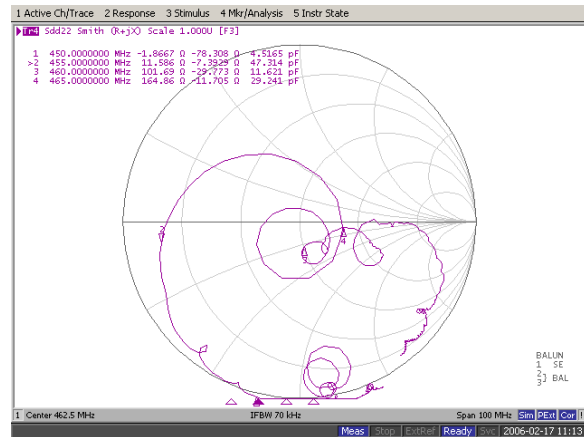 1 Active Ch/Trace 2 Response 3 Stimulus 4 Mkr/Analysis 5 Instr State
Tr4 Sdd22 Smith (R+jX) Scale 1.000U [F3]
1 450.0000000 MHz -1.8667 Ω -78.308 Ω 4.5165 pF
>2 455.0000000 MHz 11.586 Ω -7.3929 Ω 47.314 pF
3 460.0000000 MHz 101.69 Ω -29.773 Ω 11.621 pF
4 465.0000000 MHz 164.86 Ω -11.705 Ω 29.241 pF
2
3
4
BALUN
1 SE
2
3} BAL
1 Center 462.5 MHz IFBW 70 kHz Span 100 MHz Sim PExt Cor !
Meas Stop ExtRef Ready Svc 2006-02-17 11:13